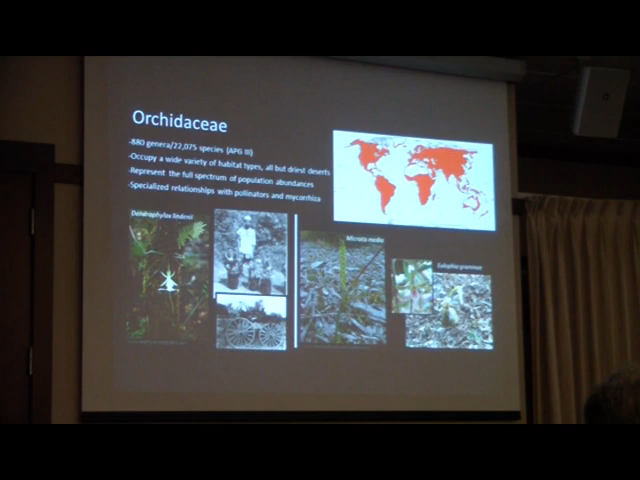 Orchidaceae
-880 genera/22,075 species (APG III)
-Occupy a wide variety of habitat types, all but driest deserts
-Represent the full spectrum of population abundances
-Specialized relationships with pollinators and mycorrhiza
Dendrophylax lindenii
Microtis media
Eulophia graminea